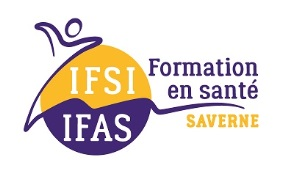 IFSI
IFAS
Formation
en santé
SAVERNE